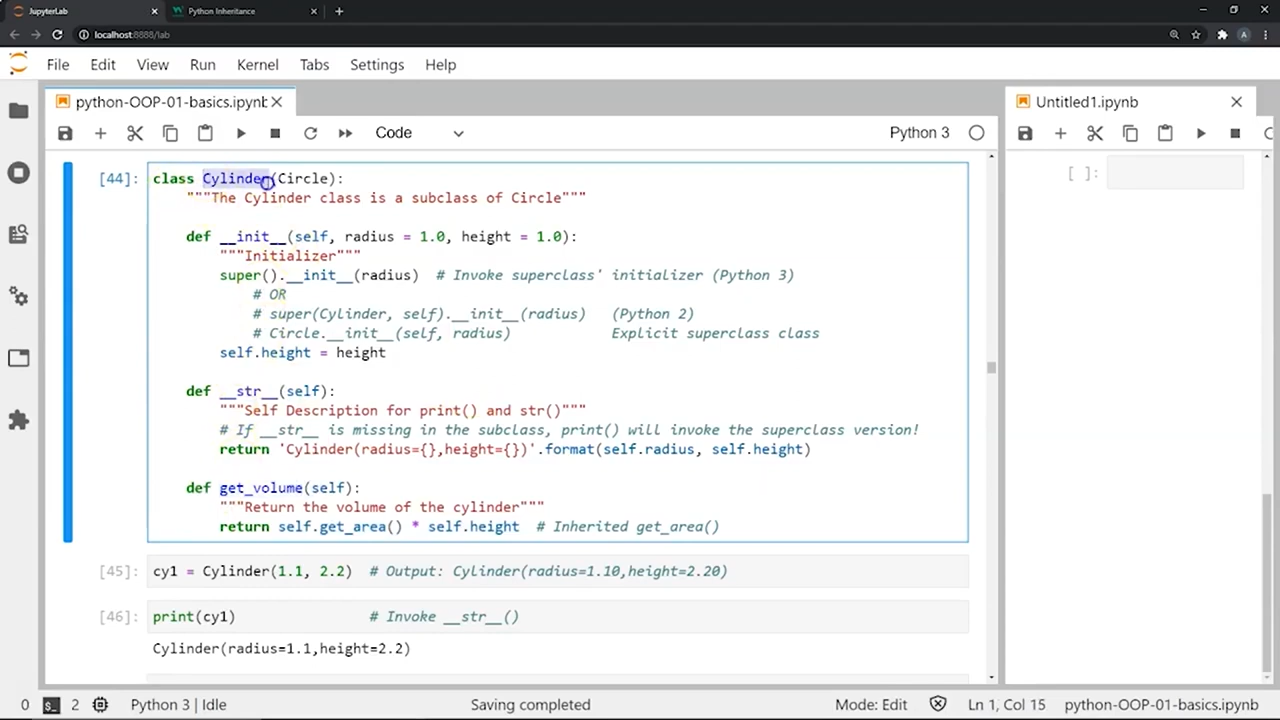 JupyterLab
Python Inheritance
localhost:8888/lab
A
File Edit View Run Kernel Tabs Settings Help
python-OOP-01-basics.ipynb
Untitled1.ipynb
Code
Python 3
[44]: class Cylinder(Circle):
"""The Cylinder class is a subclass of Circle"""
def __init__(self, radius = 1.0, height = 1.0):
"""Initializer"""
super().__init__(radius)  # Invoke superclass' initializer (Python 3)
# OR
# super(Cylinder, self).__init__(radius)   (Python 2)
# Circle.__init__(self, radius)            Explicit superclass class
self.height = height
def __str__(self):
"""Self Description for print() and str()"""
# If __str__ is missing in the subclass, print() will invoke the superclass version!
return 'Cylinder(radius={},height={})'.format(self.radius, self.height)
def get_volume(self):
"""Return the volume of the cylinder"""
return self.get_area() * self.height  # Inherited get_area()
[45]: cy1 = Cylinder(1.1, 2.2)  # Output: Cylinder(radius=1.10,height=2.20)
[46]: print(cy1)                # Invoke __str__()
Cylinder(radius=1.1,height=2.2)
[ ]:
0 $_ 2 Python 3 | Idle Saving completed Mode: Edit Ln 1, Col 15 python-OOP-01-basics.ipynb